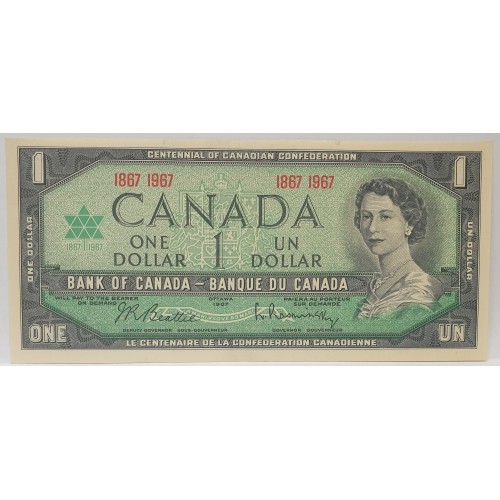 CENTENNIAL OF CANADIAN CONFEDERATION
1 1867 1967 1867 1967 1
CANADA
1867 1967
ONE DOLLAR 1 UN DOLLAR
ONE DOLLAR
UN DOLLAR
BANK OF CANADA – BANQUE DU CANADA
WILL PAY TO THE BEARER ON DEMAND
OTTAWA 1967
PAIERA AU PORTEUR SUR DEMANDE
J.R. Beattie
L. Rasminsky
DEPUTY GOVERNOR SOUS-GOUVERNEUR
GOVERNOR GOUVERNEUR
ONE UN
LE CENTENAIRE DE LA CONFÉDÉRATION CANADIENNE